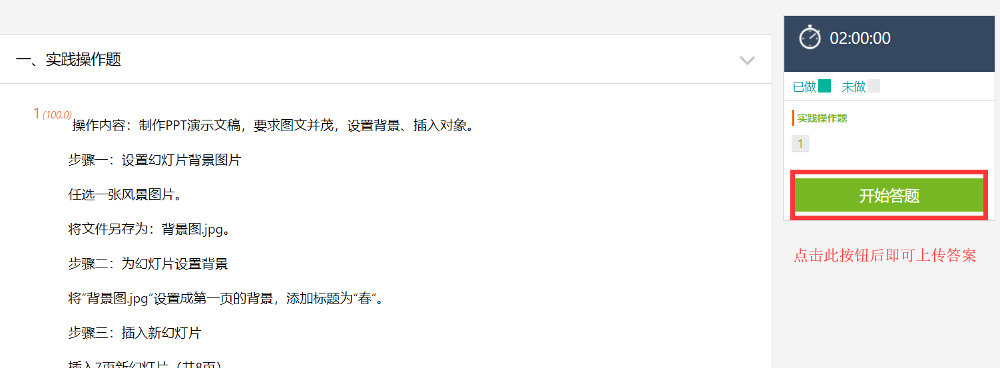 02:00:00
一、实践操作题
已做 未做
1(100.0) 操作内容：制作PPT演示文稿，要求图文并茂，设置背景、插入对象。
实践操作题
1
步骤一：设置幻灯片背景图片
任选一张风景图片。
开始答题
将文件另存为：背景图.jpg。
点击此按钮后即可上传答案
步骤二：为幻灯片设置背景
将“背景图.jpg”设置成第一页的背景，添加标题为“春”。
步骤三：插入新幻灯片
插入7页新幻灯片（共8页）